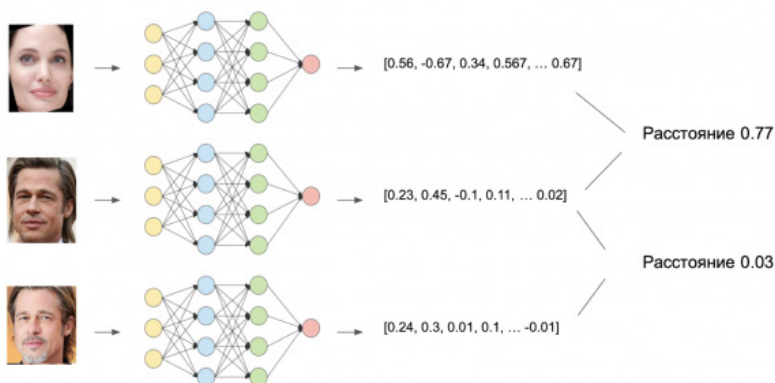 [0.56, -0.67, 0.34, 0.567, … 0.67]
Расстояние 0.77
[0.23, 0.45, -0.1, 0.11, … 0.02]
Расстояние 0.03
[0.24, 0.3, 0.01, 0.1, … -0.01]